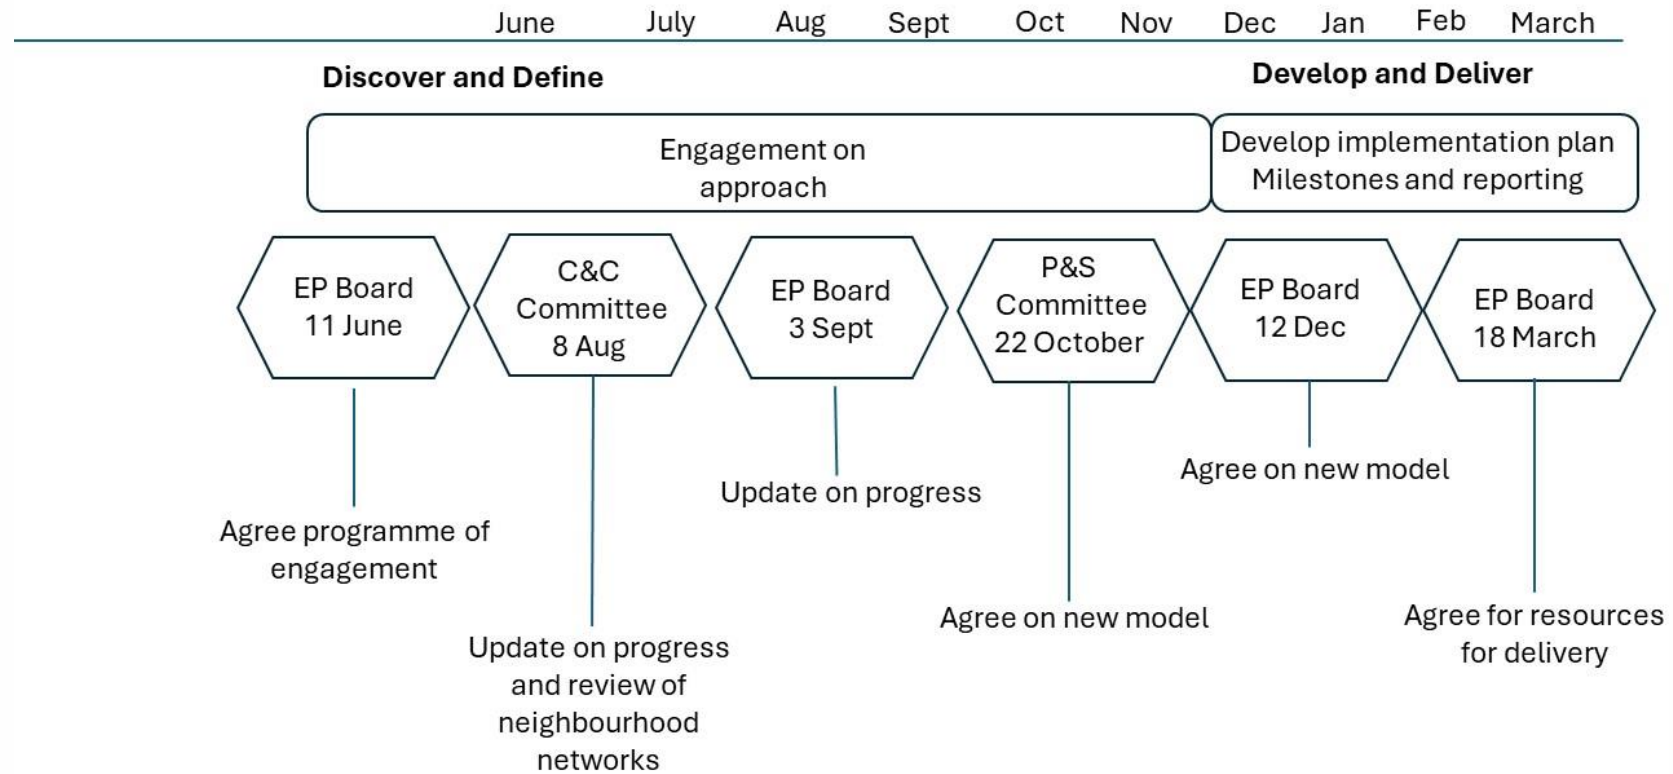 June July Aug Sept Oct Nov Dec Jan Feb March
Discover and Define
Develop and Deliver
Engagement on
approach
Develop implementation plan
Milestones and reporting
EP Board
11 June
C&C
Committee
8 Aug
EP Board
3 Sept
P&S
Committee
22 October
EP Board
12 Dec
EP Board
18 March
Agree programme of
engagement
Update on progress
and review of
neighbourhood
networks
Update on progress
Agree on new model
Agree on new model
Agree for resources
for delivery